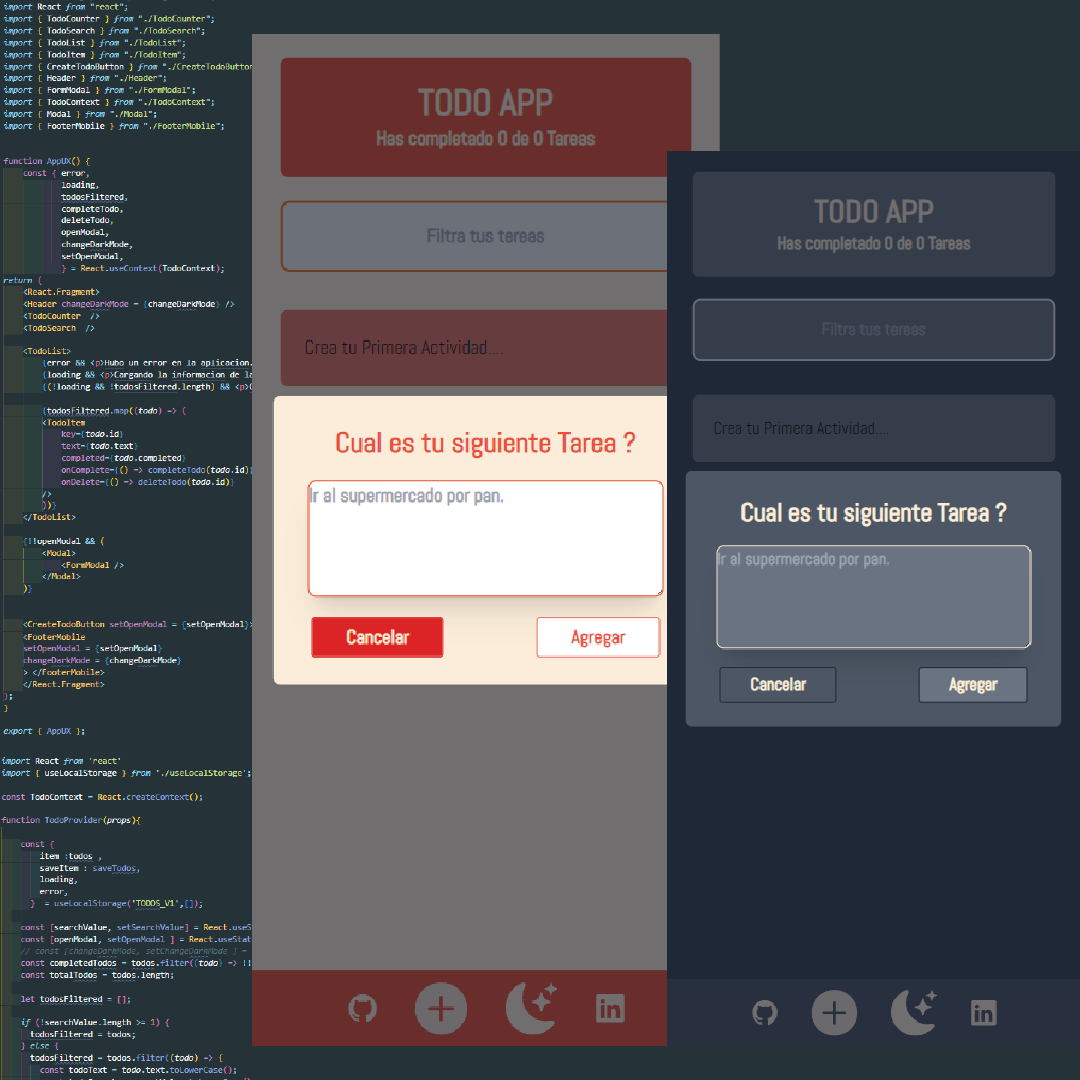 import React from "react";
import { TodoCounter } from "./TodoCounter";
import { TodoSearch } from "./TodoSearch";
import { TodoList } from "./TodoList";
import { TodoItem } from "./TodoItem";
import { CreateTodoButton } from "./CreateTodoButton
import { Header } from "./Header";
import { FormModal } from "./FormModal";
import { TodoContext } from "./TodoContext";
import { Modal } from "./Modal";
import { FooterMobile } from "./FooterMobile";
function AppUX() {
const { error,
loading,
todosFiltered,
completeTodo,
deleteTodo,
openModal,
changeDarkMode,
setOpenModal,
} = React.useContext(TodoContext);
return (
<React.Fragment>
<Header changeDarkMode = {changeDarkMode} />
<TodoCounter />
<TodoSearch />
<TodoList>
{error && <p>Hubo un error en la aplicacion.
{loading && <p>Cargando la informacion de
{(!loading && !todosFiltered.length) && <p>
{todosFiltered.map((todo) => (
<TodoItem
key={todo.id}
text={todo.text}
completed={todo.completed}
onComplete={() => completeTodo(todo.id)}
onDelete={() => deleteTodo(todo.id)}
/>
))}
</TodoList>
{!!openModal && (
<Modal>
<FormModal />
</Modal>
)}
<CreateTodoButton setOpenModal = {setOpenModal}>
<FooterMobile
setOpenModal = {setOpenModal}
changeDarkMode = {changeDarkMode}
> </FooterMobile>
</React.Fragment>
);
}
export { AppUX };
import React from 'react'
import { useLocalStorage } from './useLocalStorage';
const TodoContext = React.createContext();
function TodoProvider(props){
const {
item :todos ,
saveItem : saveTodos,
loading,
error,
} = useLocalStorage('TODOS_V1',[]);
const [searchValue, setSearchValue] = React.useS
const [openModal, setOpenModal ] = React.useStat
// const [changeDarkMode, setChangeDarkMode ] =
const completedTodos = todos.filter((todo) => !!
const totalTodos = todos.length;
let todosFiltered = [];
if (!searchValue.length >= 1) {
todosFiltered = todos;
} else {
todosFiltered = todos.filter((todo) => {
const todoText = todo.text.toLowerCase();
TODO APP
Has completado 0 de 0 Tareas
Filtra tus tareas
Crea tu Primera Actividad....
Cual es tu siguiente Tarea ?
Ir al supermercado por pan.
Cancelar
Agregar
in
TODO APP
Has completado 0 de 0 Tareas
Filtra tus tareas
Crea tu Primera Actividad....
Cual es tu siguiente Tarea ?
Ir al supermercado por pan.
Cancelar
Agregar
in